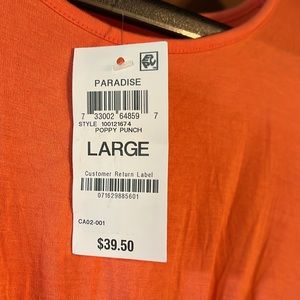 PARADISE
7 33002 64859 7
STYLE 100121674
POPPY PUNCH
LARGE
Customer Return Label
071629885601
CA02-001
$39.50